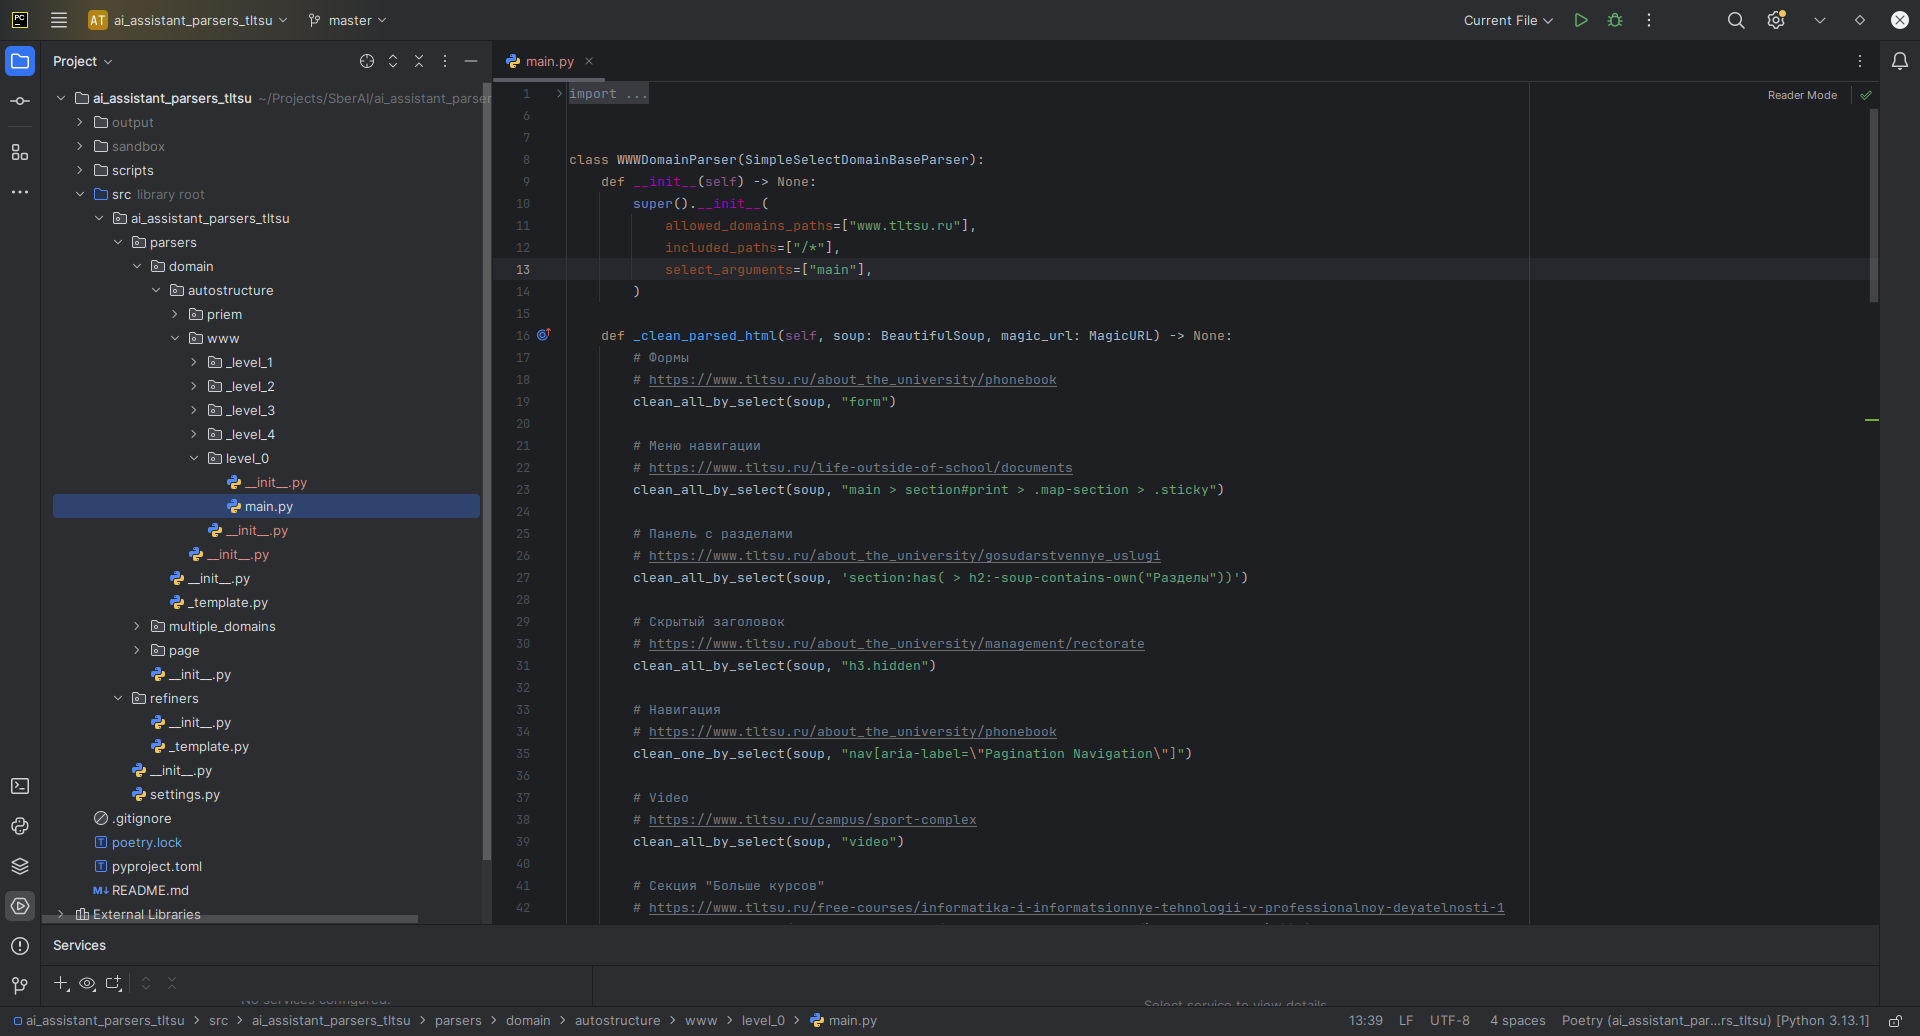 PC
AT ai_assistant_parsers_tltsu
master
Current File
Project
ai_assistant_parsers_tltsu ~/Projects/SberAI/ai_assistant_parser
output
sandbox
scripts
src library root
ai_assistant_parsers_tltsu
parsers
domain
autostructure
priem
www
_level_1
_level_2
_level_3
_level_4
level_0
__init__.py
main.py
__init__.py
__init__.py
__init__.py
_template.py
multiple_domains
page
__init__.py
refiners
__init__.py
_template.py
__init__.py
settings.py
.gitignore
poetry.lock
pyproject.toml
README.md
External Libraries
main.py
Reader Mode
1 import ...
6
7
8 class WWWDomainParser(SimpleSelectDomainBaseParser):
9 def __init__(self) -> None:
10 super().__init__(
11 allowed_domains_paths=["www.tltsu.ru"],
12 included_paths=["/*"],
13 select_arguments=["main"],
14 )
15
16 def _clean_parsed_html(self, soup: BeautifulSoup, magic_url: MagicURL) -> None:
17 # Формы
18 # https://www.tltsu.ru/about_the_university/phonebook
19 clean_all_by_select(soup, "form")
20
21 # Меню навигации
22 # https://www.tltsu.ru/life-outside-of-school/documents
23 clean_all_by_select(soup, "main > section#print > .map-section > .sticky")
24
25 # Панель с разделами
26 # https://www.tltsu.ru/about_the_university/gosudarstvennye_uslugi
27 clean_all_by_select(soup, 'section:has( > h2:-soup-contains-own("Разделы"))')
28
29 # Скрытый заголовок
30 # https://www.tltsu.ru/about_the_university/management/rectorate
31 clean_all_by_select(soup, "h3.hidden")
32
33 # Навигация
34 # https://www.tltsu.ru/about_the_university/phonebook
35 clean_one_by_select(soup, "nav[aria-label=\"Pagination Navigation\"]")
36
37 # Video
38 # https://www.tltsu.ru/campus/sport-complex
39 clean_all_by_select(soup, "video")
40
41 # Секция "Больше курсов"
42 # https://www.tltsu.ru/free-courses/informatika-i-informatsionnye-tehnologii-v-professionalnoy-deyatelnosti-1
Services
No services configured.
Select service to view details
ai_assistant_parsers_tltsu > src > ai_assistant_parsers_tltsu > parsers > domain > autostructure > www > level_0 > main.py
13:39 LF UTF-8 4 spaces Poetry (ai_assistant_par...rs_tltsu) [Python 3.13.1]